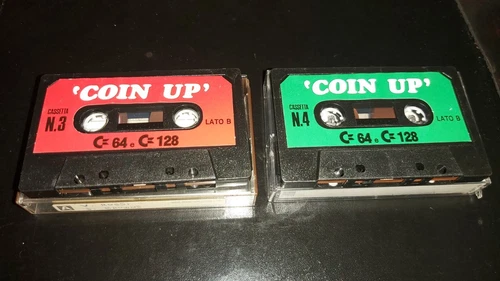 'COIN UP'
CASSETTA
N.3
LATO B
C= 64 e C= 128
'COIN UP'
CASSETTA
N.4
LATO B
C= 64 e C= 128
A